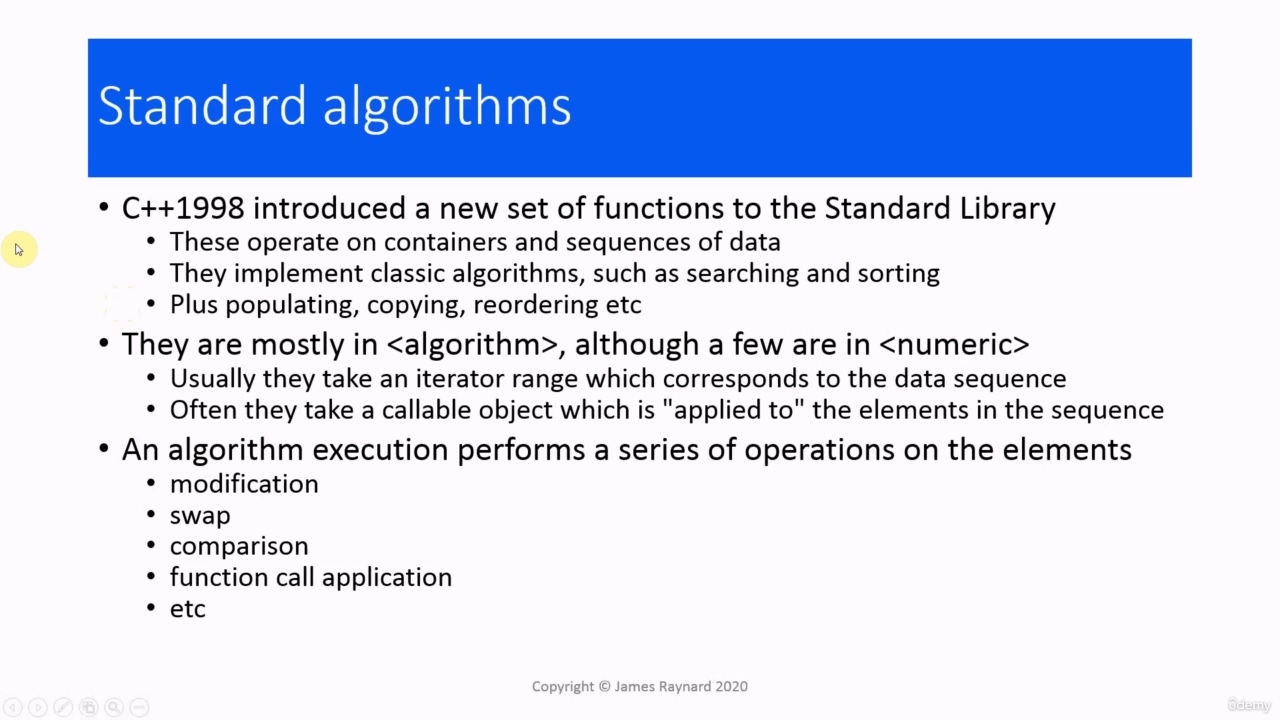 Standard algorithms
• C++1998 introduced a new set of functions to the Standard Library
• These operate on containers and sequences of data
• They implement classic algorithms, such as searching and sorting
• Plus populating, copying, reordering etc
• They are mostly in <algorithm>, although a few are in <numeric>
• Usually they take an iterator range which corresponds to the data sequence
• Often they take a callable object which is "applied to" the elements in the sequence
• An algorithm execution performs a series of operations on the elements
• modification
• swap
• comparison
• function call application
• etc
Copyright © James Raynard 2020
ûdemy